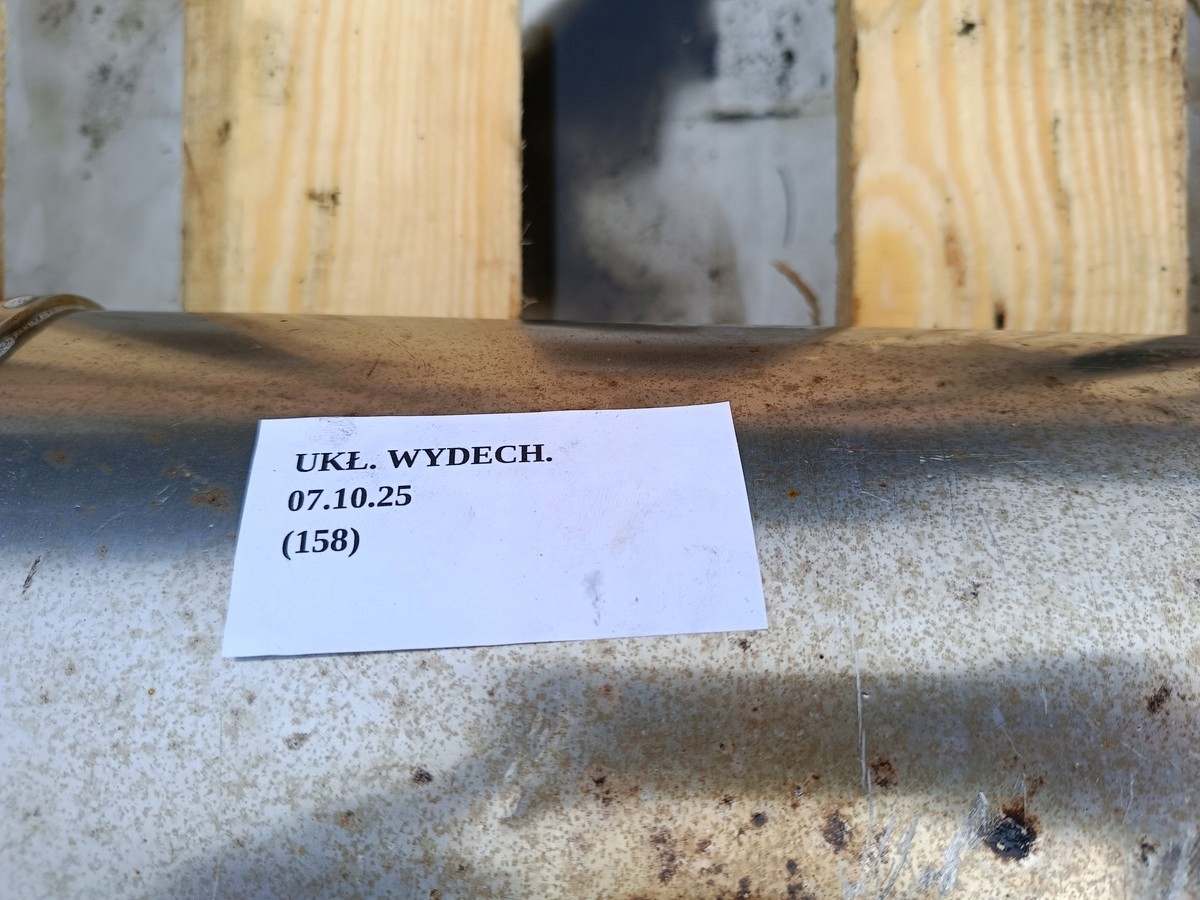 UKŁ. WYDECH.
07.10.25
(158)